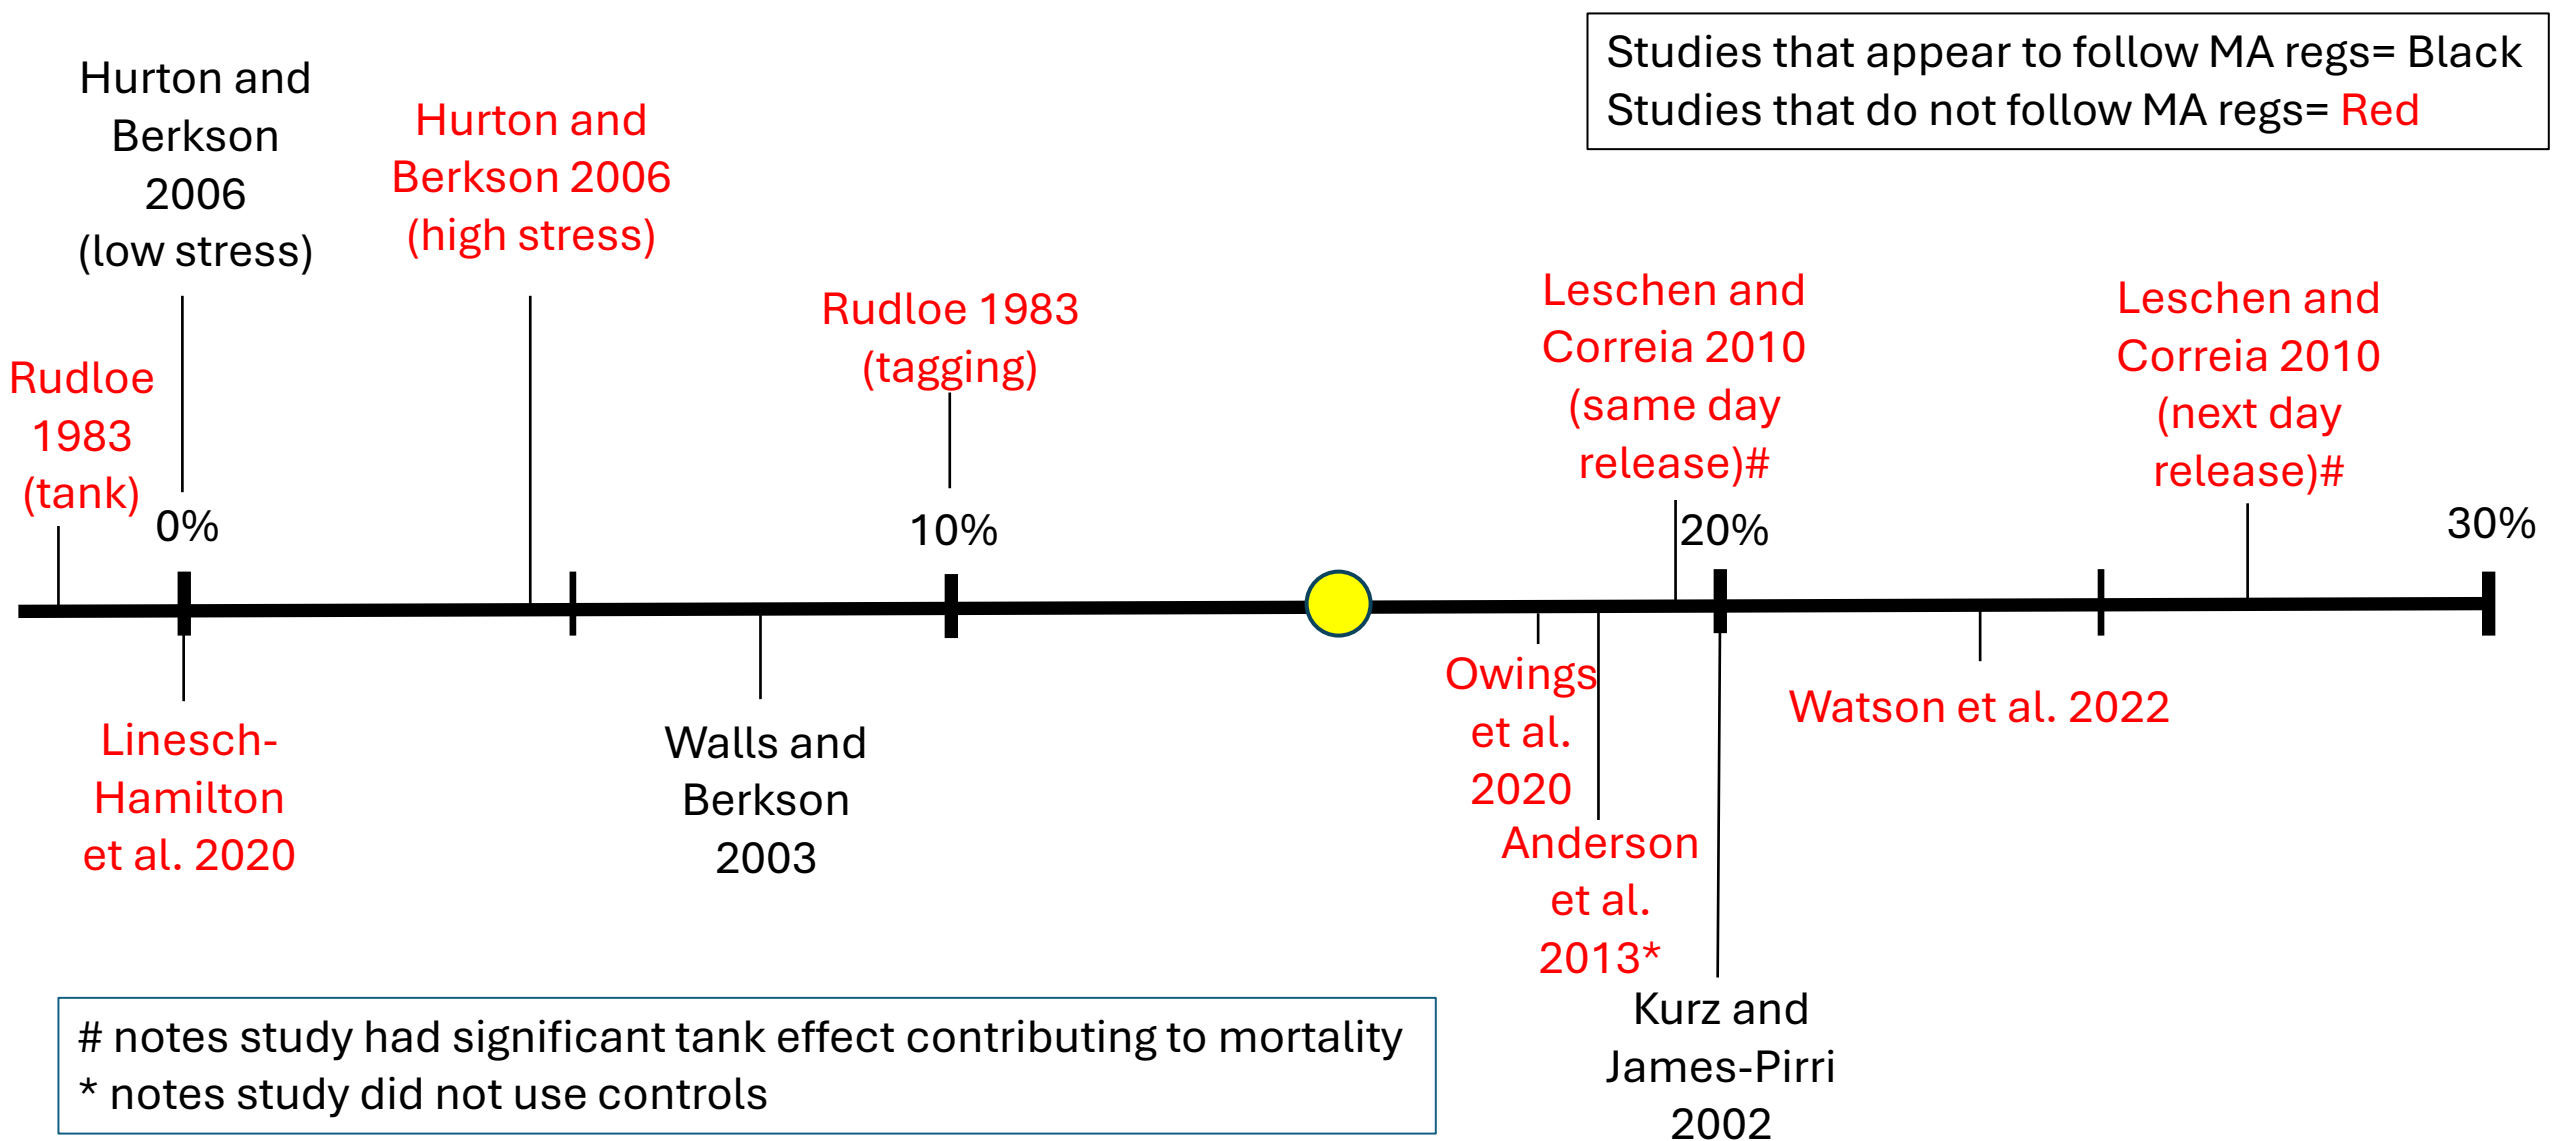 Studies that appear to follow MA regs= Black
Studies that do not follow MA regs= Red
Hurton and
Berkson
2006
(low stress)
Hurton and
Berkson 2006
(high stress)
Rudloe
1983
(tank)
Rudloe 1983
(tagging)
Leschen and
Correia 2010
(same day
release)#
Leschen and
Correia 2010
(next day
release)#
0%
10%
20%
30%
Linesch-
Hamilton
et al. 2020
Walls and
Berkson
2003
Owings
et al.
2020
Anderson
et al.
2013*
Kurz and
James-Pirri
2002
Watson et al. 2022
# notes study had significant tank effect contributing to mortality
* notes study did not use controls